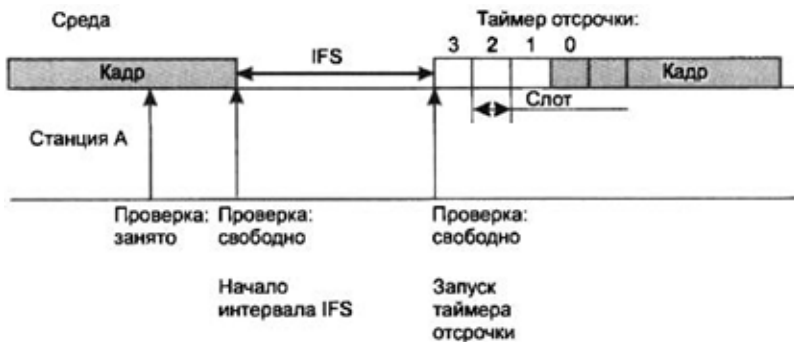 Среда
Таймер отсрочки:
3 2 1 0
Кадр
IFS
Кадр
Слот
Станция А
Проверка:
занято
Проверка:
свободно
Проверка:
свободно
Начало
интервала IFS
Запуск
таймера
отсрочки